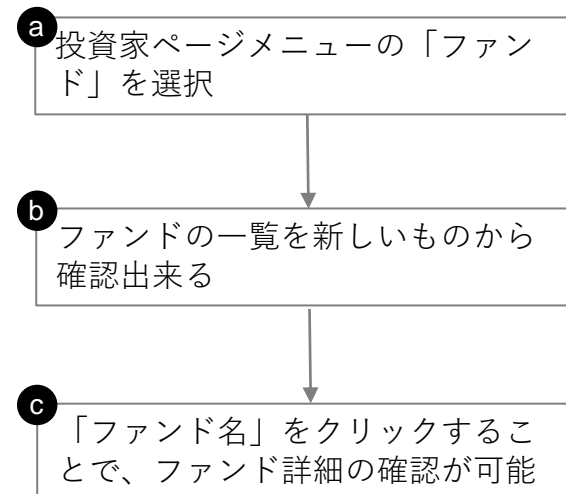 a
投資家ページメニューの「ファン
ド」を選択
b
ファンドの一覧を新しいものから
確認出来る
c
「ファンド名」をクリックするこ
とで、ファンド詳細の確認が可能